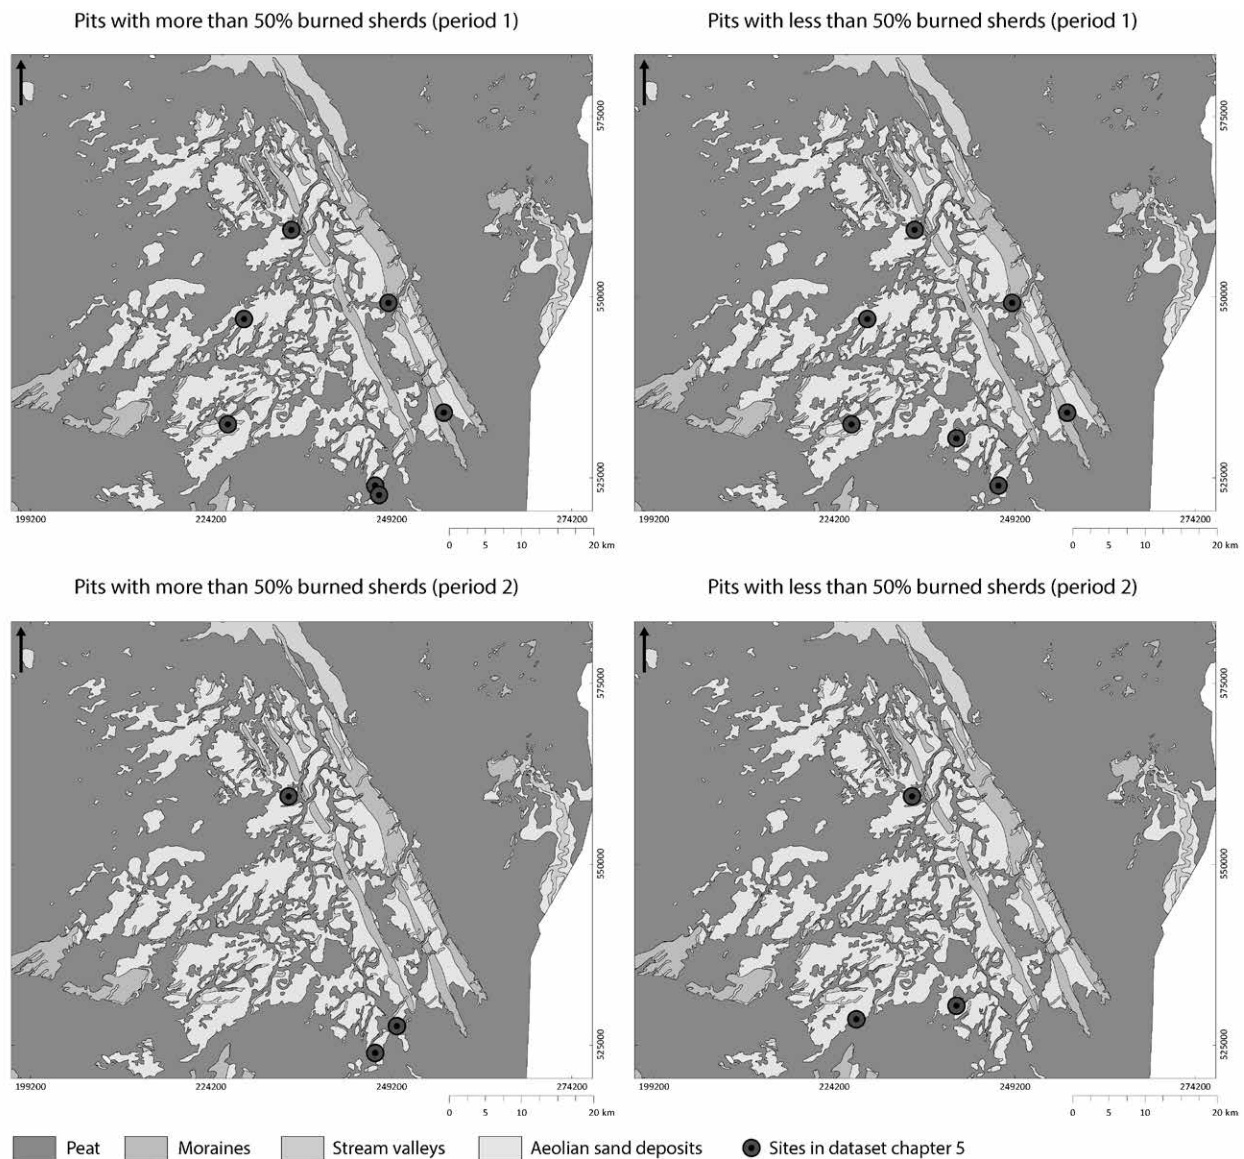 Pits with more than 50% burned sherds (period 1)
Pits with less than 50% burned sherds (period 1)
575000
550000
525000
199200 224200 249200 274200
0 5 10 20 km
575000
550000
525000
199200 224200 249200 274200
0 5 10 20 km
Pits with more than 50% burned sherds (period 2)
Pits with less than 50% burned sherds (period 2)
575000
550000
525000
199200 224200 249200 274200
0 5 10 20 km
575000
550000
525000
199200 224200 249200 274200
0 5 10 20 km
Peat Moraines Stream valleys Aeolian sand deposits Sites in dataset chapter 5